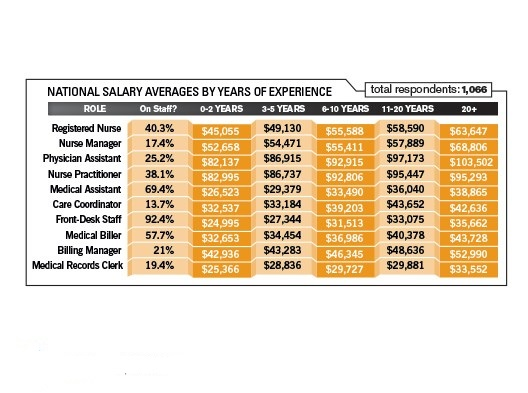 NATIONAL SALARY AVERAGES BY YEARS OF EXPERIENCE total respondents: 1,066
ROLE On Staff? 0-2 YEARS 3-5 YEARS 6-10 YEARS 11-20 YEARS 20+
Registered Nurse 40.3% $45,055 $49,130 $55,588 $58,590 $63,647
Nurse Manager 17.4% $52,658 $54,471 $55,411 $57,889 $68,806
Physician Assistant 25.2% $82,137 $86,915 $92,915 $97,173 $103,502
Nurse Practitioner 38.1% $82,995 $86,737 $92,806 $95,447 $95,293
Medical Assistant 69.4% $26,523 $29,379 $33,490 $36,040 $38,865
Care Coordinator 13.7% $32,537 $33,184 $39,203 $43,652 $42,636
Front-Desk Staff 92.4% $24,995 $27,344 $31,513 $33,075 $35,662
Medical Biller 57.7% $32,653 $34,454 $36,986 $40,378 $43,728
Billing Manager 21% $42,936 $43,283 $46,345 $48,636 $52,990
Medical Records Clerk 19.4% $25,366 $28,836 $29,727 $29,881 $33,552